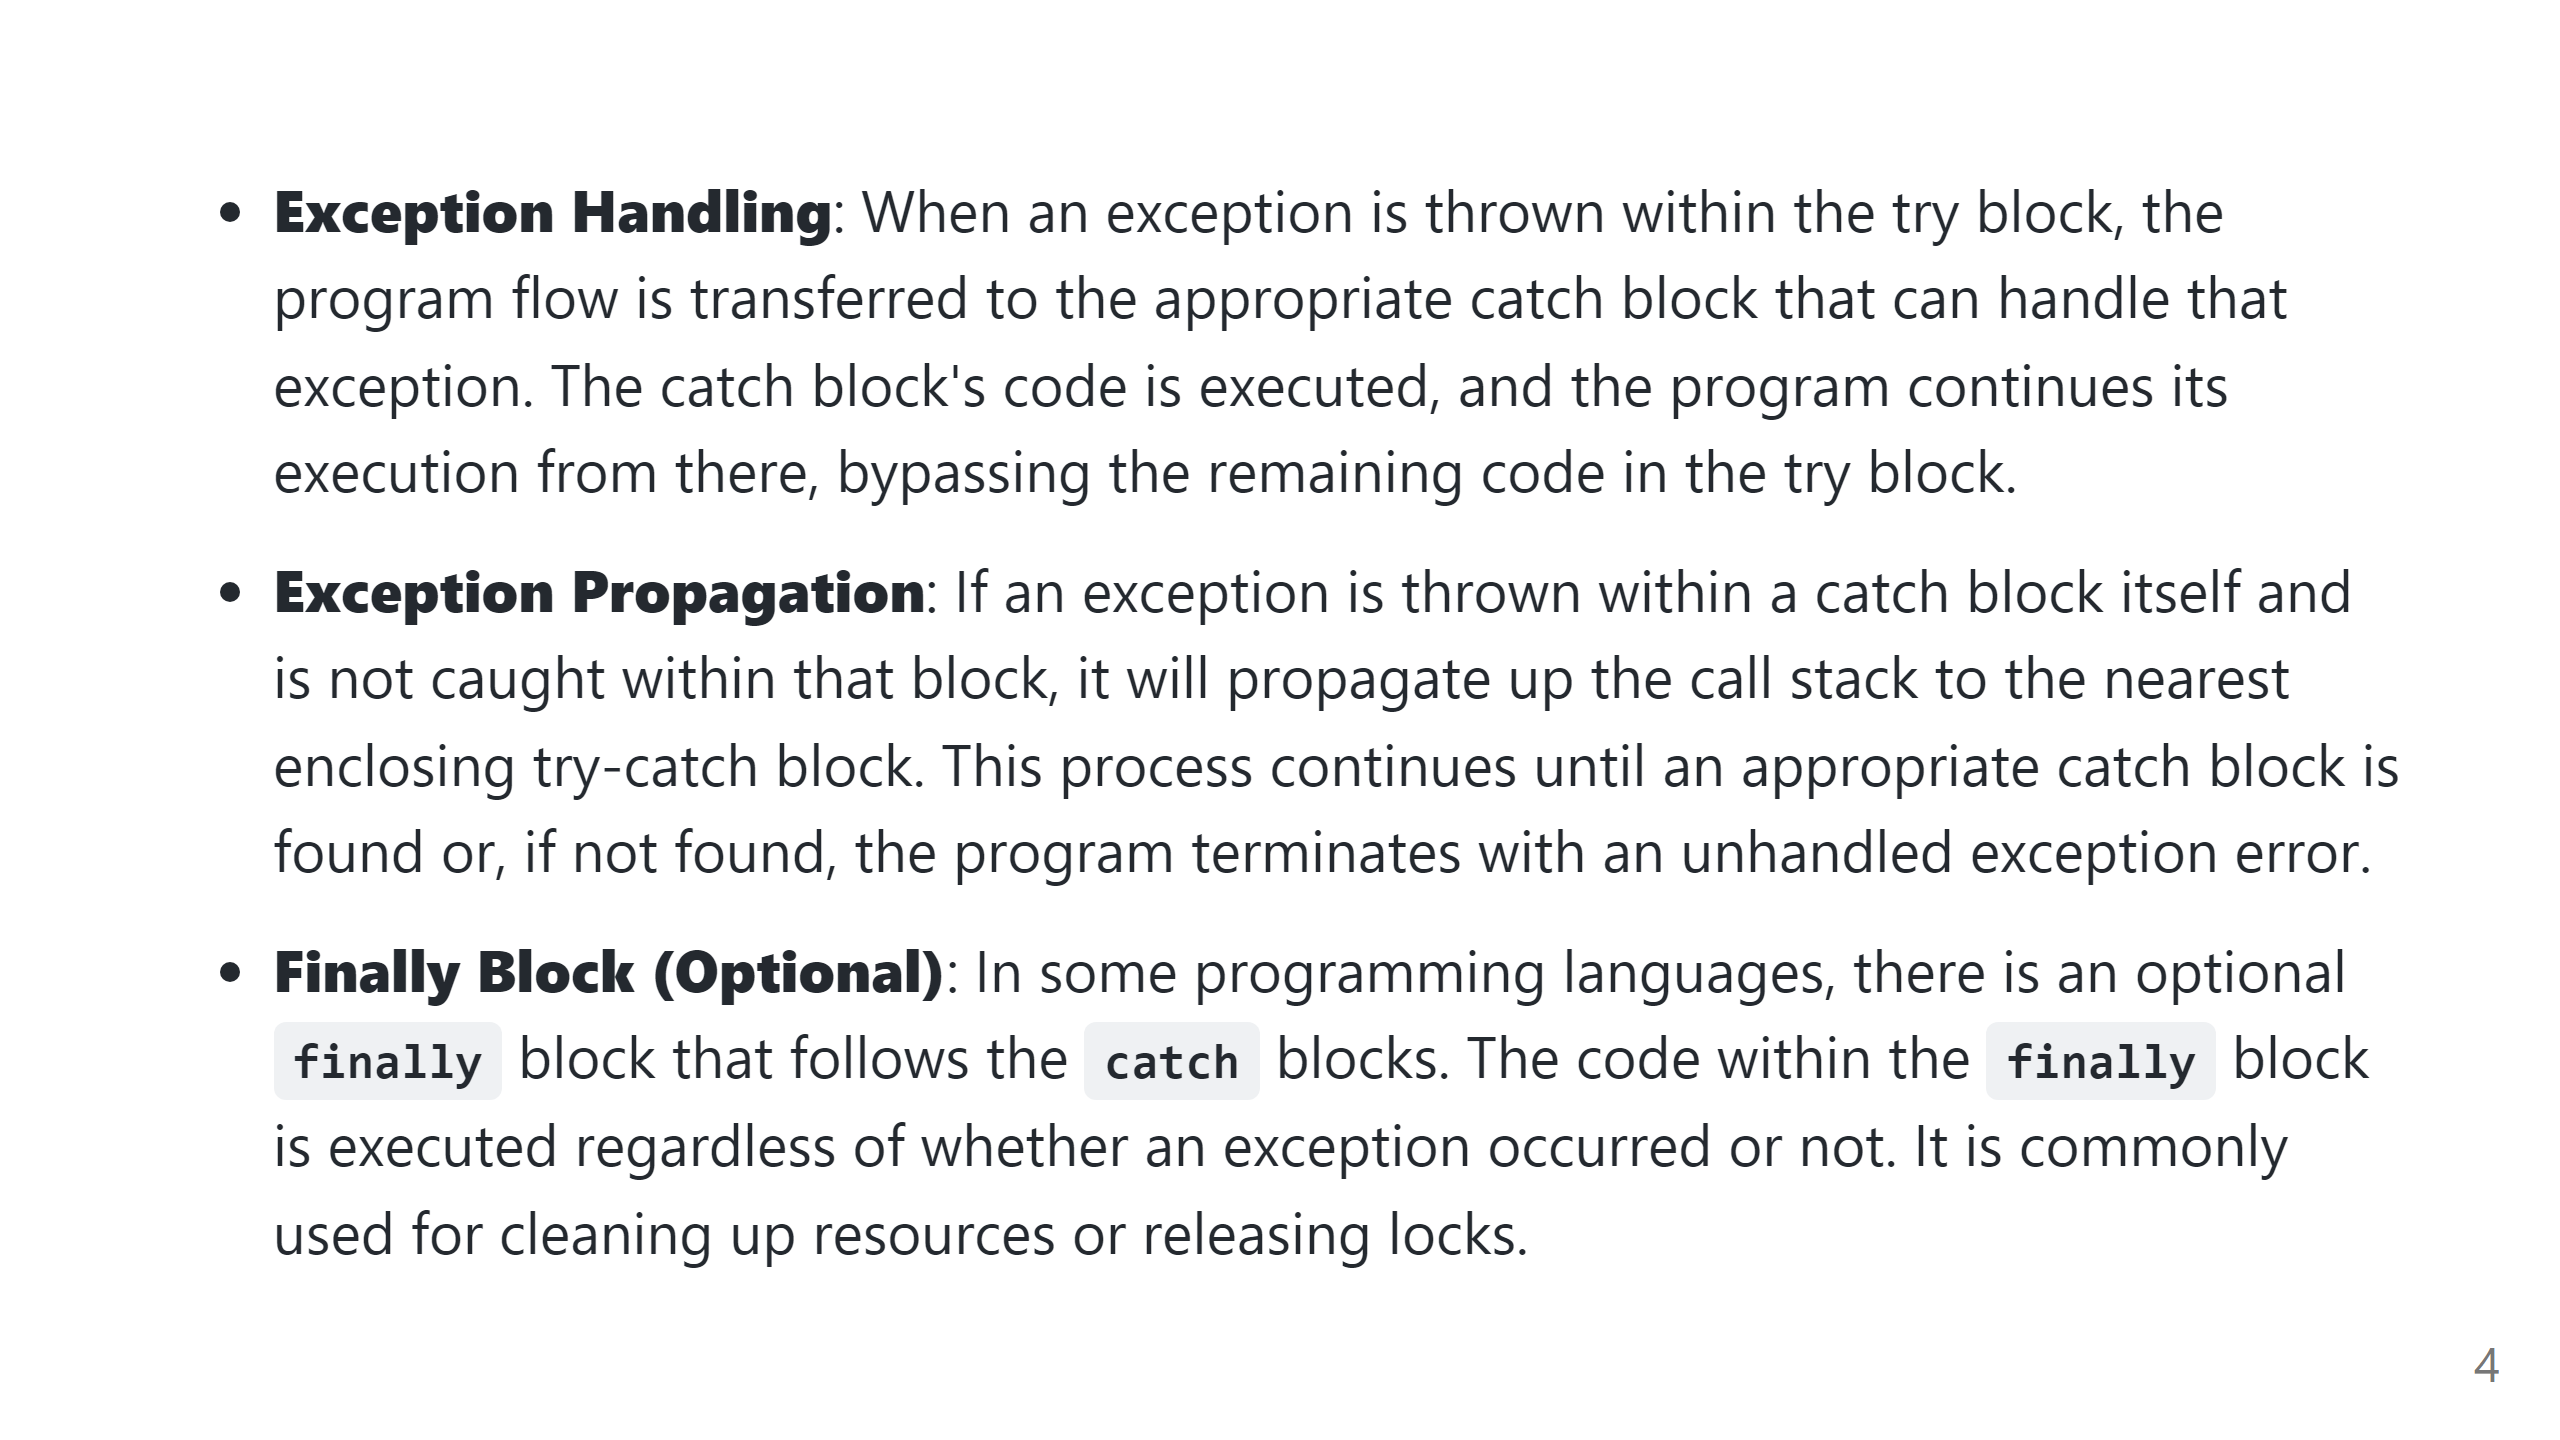 • Exception Handling: When an exception is thrown within the try block, the
program flow is transferred to the appropriate catch block that can handle that
exception. The catch block's code is executed, and the program continues its
execution from there, bypassing the remaining code in the try block.
• Exception Propagation: If an exception is thrown within a catch block itself and
is not caught within that block, it will propagate up the call stack to the nearest
enclosing try-catch block. This process continues until an appropriate catch block is
found or, if not found, the program terminates with an unhandled exception error.
• Finally Block (Optional): In some programming languages, there is an optional
finally block that follows the catch blocks. The code within the finally block
is executed regardless of whether an exception occurred or not. It is commonly
used for cleaning up resources or releasing locks.
4